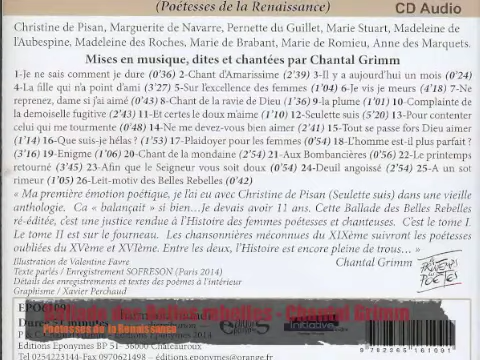 (Poétesses de la Renaissance)
CD Audio
Christine de Pisan, Marguerite de Navarre, Pernette du Guillet, Marie Stuart, Madeleine de
l'Aubespine, Madeleine des Roches, Marie de Brabant, Marie de Romieu, Anne des Marquets.
Mises en musique, dites et chantées par Chantal Grimm
1-Je ne sais comment je dure (0'36) 2-Chant d'Amarissime (2'39) 3-Il y a aujourd'hui un mois (0'24)
4-La fille qui n'a point d'ami (3'27) 5-Sur l'excellence des femmes (1'04) 6-Je vis je meurs (4'18) 7-Ne
reprenez, dame si j'ai aimé (0'43) 8-Chant de la ravie de Dieu (1'36) 9-la plume (1'01) 10-Complainte de
la demoiselle fugitive (2'43) 11-Et certes le doux m'aime (1'10) 12-Seulette suis (5'20) 13-Pour contenter
celui qui me tourmente (0'48) 14-Ne me devez-vous bien aimer (2'41) 15-Tout se passe fors Dieu aimer
(1'14) 16-Que suis-je hélas ? (1'53) 17-Plaidoyer pour les femmes (0'54) 18-L'homme est-il plus parfait ?
(3'16) 19-Enigme (1'06) 20-Chant de la mondaine (2'54) 21-Aux Bombancières (0'56) 22-Le printemps
retourné (3'45) 23-Afin que le Seigneur vous soit doux (0'54) 24-Deuil angoissé (2'54) 25-A un sot
rimeur (1'05) 26-Leit-motiv des Belles Rebelles (0'42)
« Ma première émotion poétique, je l'ai eu avec Christine de Pisan (Seulette suis) dans une vieille
anthologie. Ca « balançait » si bien...Je devais avoir 11 ans. Cette Ballade des Belles Rebelles
ré-éditée, c'est une justice rendue à l'Histoire des femmes poétesses et chanteuses. C'est le tome I.
Le tome II est sur le fourneau. Les chansonnières méconnues du XIXème suivront les poétesses
oubliées du XVème et XVIème. Entre les deux, l'Histoire est encore pleine de trous... »
Chantal Grimm
Illustration de Valentine Favre
Texte parlés / Enregistrement SOFRESON (Paris 2014)
Détails des enregistrements et textes des poèmes à l'intérieur
Graphisme / Xavier Perchaud
Ballade des Belles rebelles - Chantal Grimm
Poétesses de la Renaissance
initiative
Editions Eponymes BP 51 - 36000 Châteauroux
Tel 0254223144-Fax 0970621498 - éditions.eponymes@orange.fr
9 782365 161091